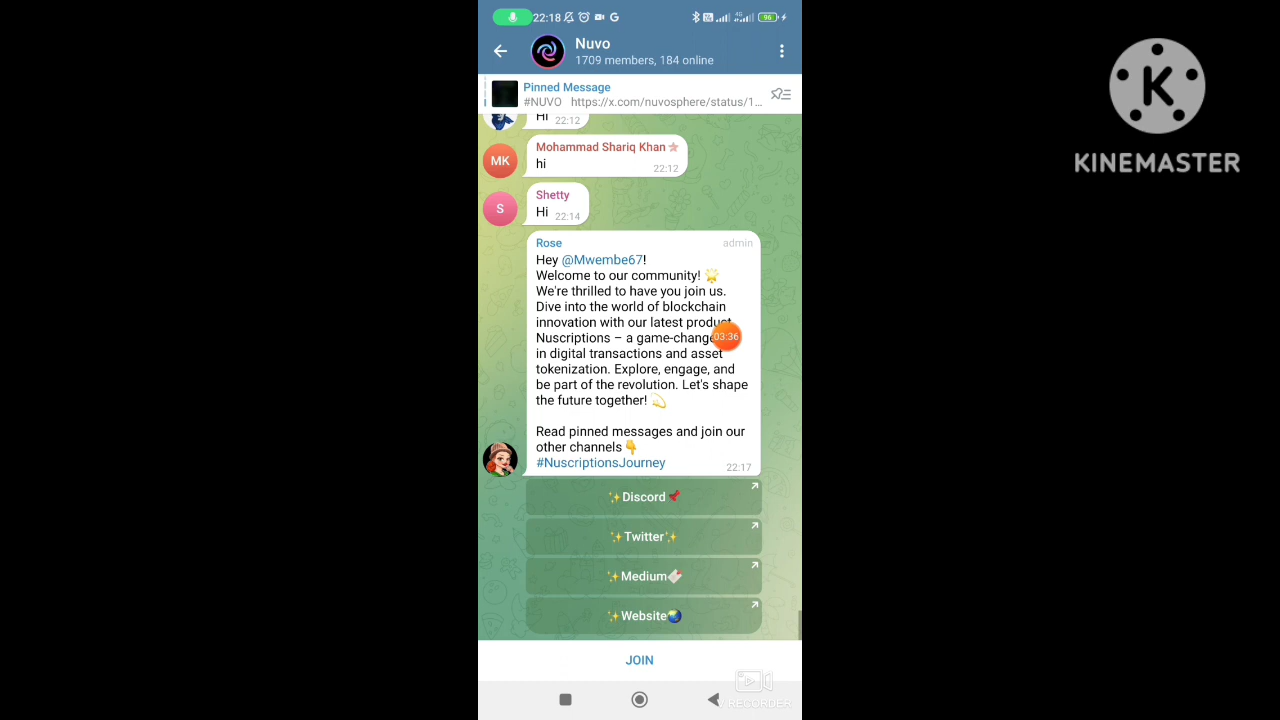 22:18
4G
96
Nuvo
1709 members, 184 online
Pinned Message
#NUVO https://x.com/nuvosphere/status/1...
Hi
22:12
MK
Mohammad Shariq Khan
hi
22:12
S
Shetty
Hi
22:14
Rose
admin
Hey @Mwembe67!
Welcome to our community! 🌟
We're thrilled to have you join us.
Dive into the world of blockchain
innovation with our latest product
Nuscriptions – a game-change
03:36
in digital transactions and asset
tokenization. Explore, engage, and
be part of the revolution. Let's shape
the future together! 💫
Read pinned messages and join our
other channels👇
#NuscriptionsJourney
22:17
✨Discord📌
✨Twitter✨
✨Medium
✨Website🌏
JOIN
RECORDER
K
KINEMASTER